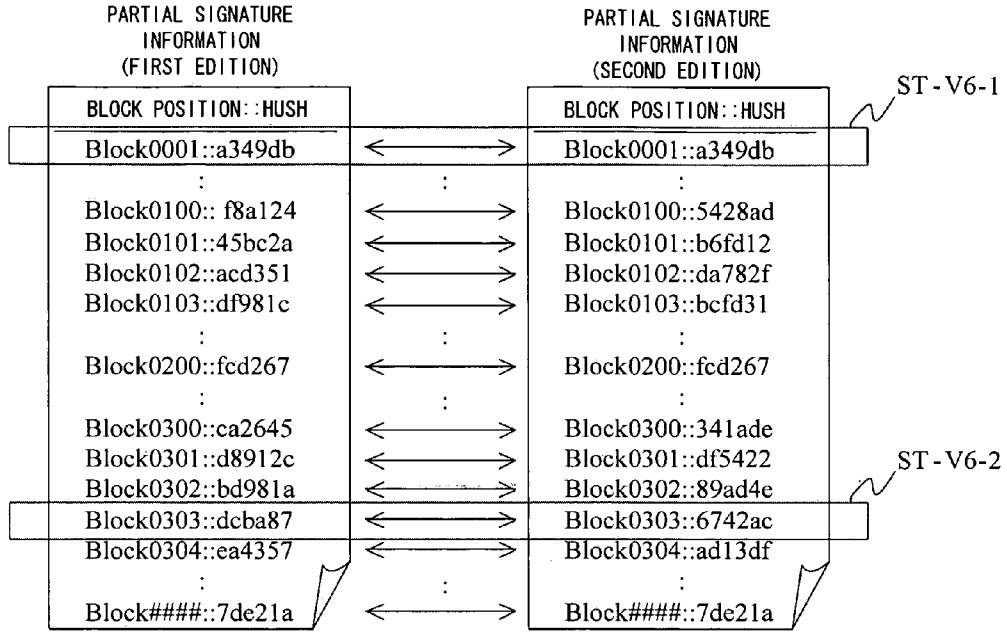 PARTIAL SIGNATURE
INFORMATION
(FIRST EDITION)
BLOCK POSITION::HUSH
Block0001::a349db
:
Block0100:: f8a124
Block0101::45bc2a
Block0102::acd351
Block0103::df981c
:
Block0200::fcd267
:
Block0300::ca2645
Block0301::d8912c
Block0302::bd981a
Block0303::dcba87
Block0304::ea4357
:
Block####::7de21a
:
:
:
:
PARTIAL SIGNATURE
INFORMATION
(SECOND EDITION)
BLOCK POSITION::HUSH
Block0001::a349db
:
Block0100::5428ad
Block0101::b6fd12
Block0102::da782f
Block0103::bcfd31
:
Block0200::fcd267
:
Block0300::341ade
Block0301::df5422
Block0302::89ad4e
Block0303::6742ac
Block0304::ad13df
:
Block####::7de21a
ST-V6-1
ST-V6-2